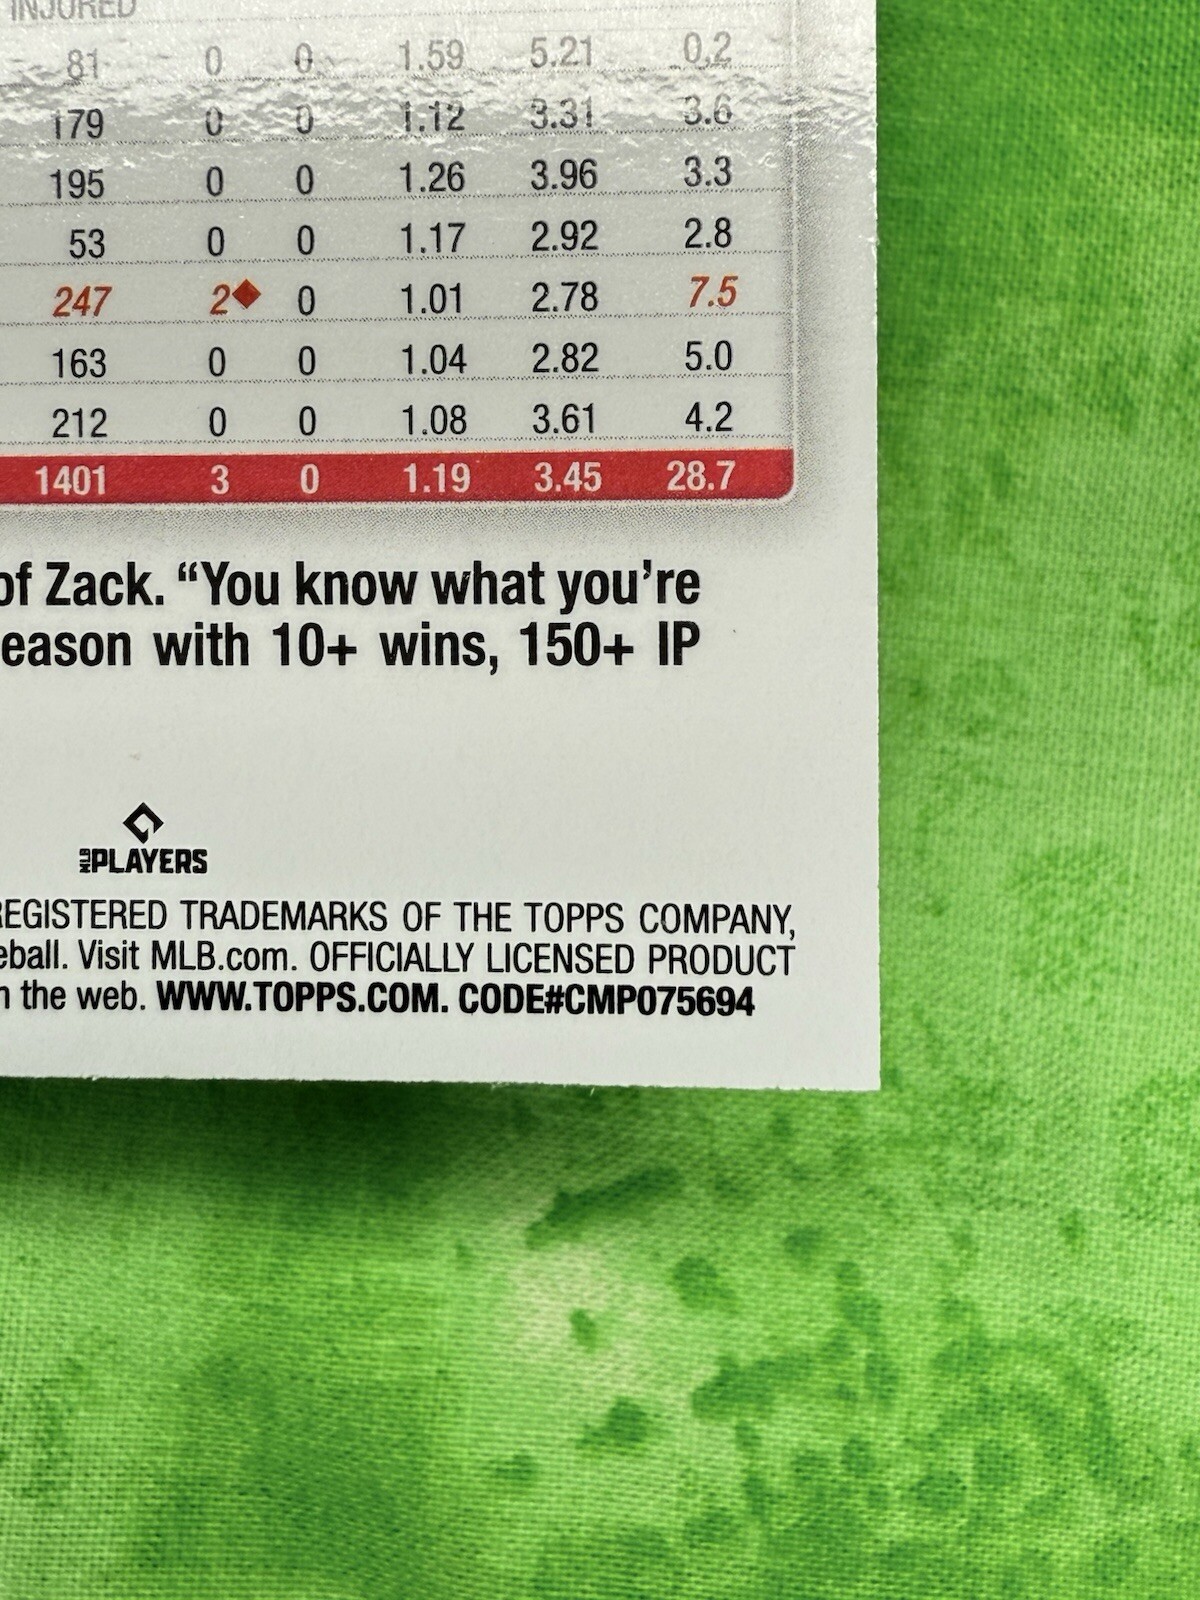 INJURED
81 0 0 1.59 5.21 0.2
179 0 0 1.12 3.31 3.6
195 0 0 1.26 3.96 3.3
53 0 0 1.17 2.92 2.8
247 2◆ 0 1.01 2.78 7.5
163 0 0 1.04 2.82 5.0
212 0 0 1.08 3.61 4.2
1401 3 0 1.19 3.45 28.7
of Zack. “You know what you’re
eason with 10+ wins, 150+ IP
MLB PLAYERS
REGISTERED TRADEMARKS OF THE TOPPS COMPANY,
eball. Visit MLB.com. OFFICIALLY LICENSED PRODUCT
n the web. WWW.TOPPS.COM. CODE#CMP075694